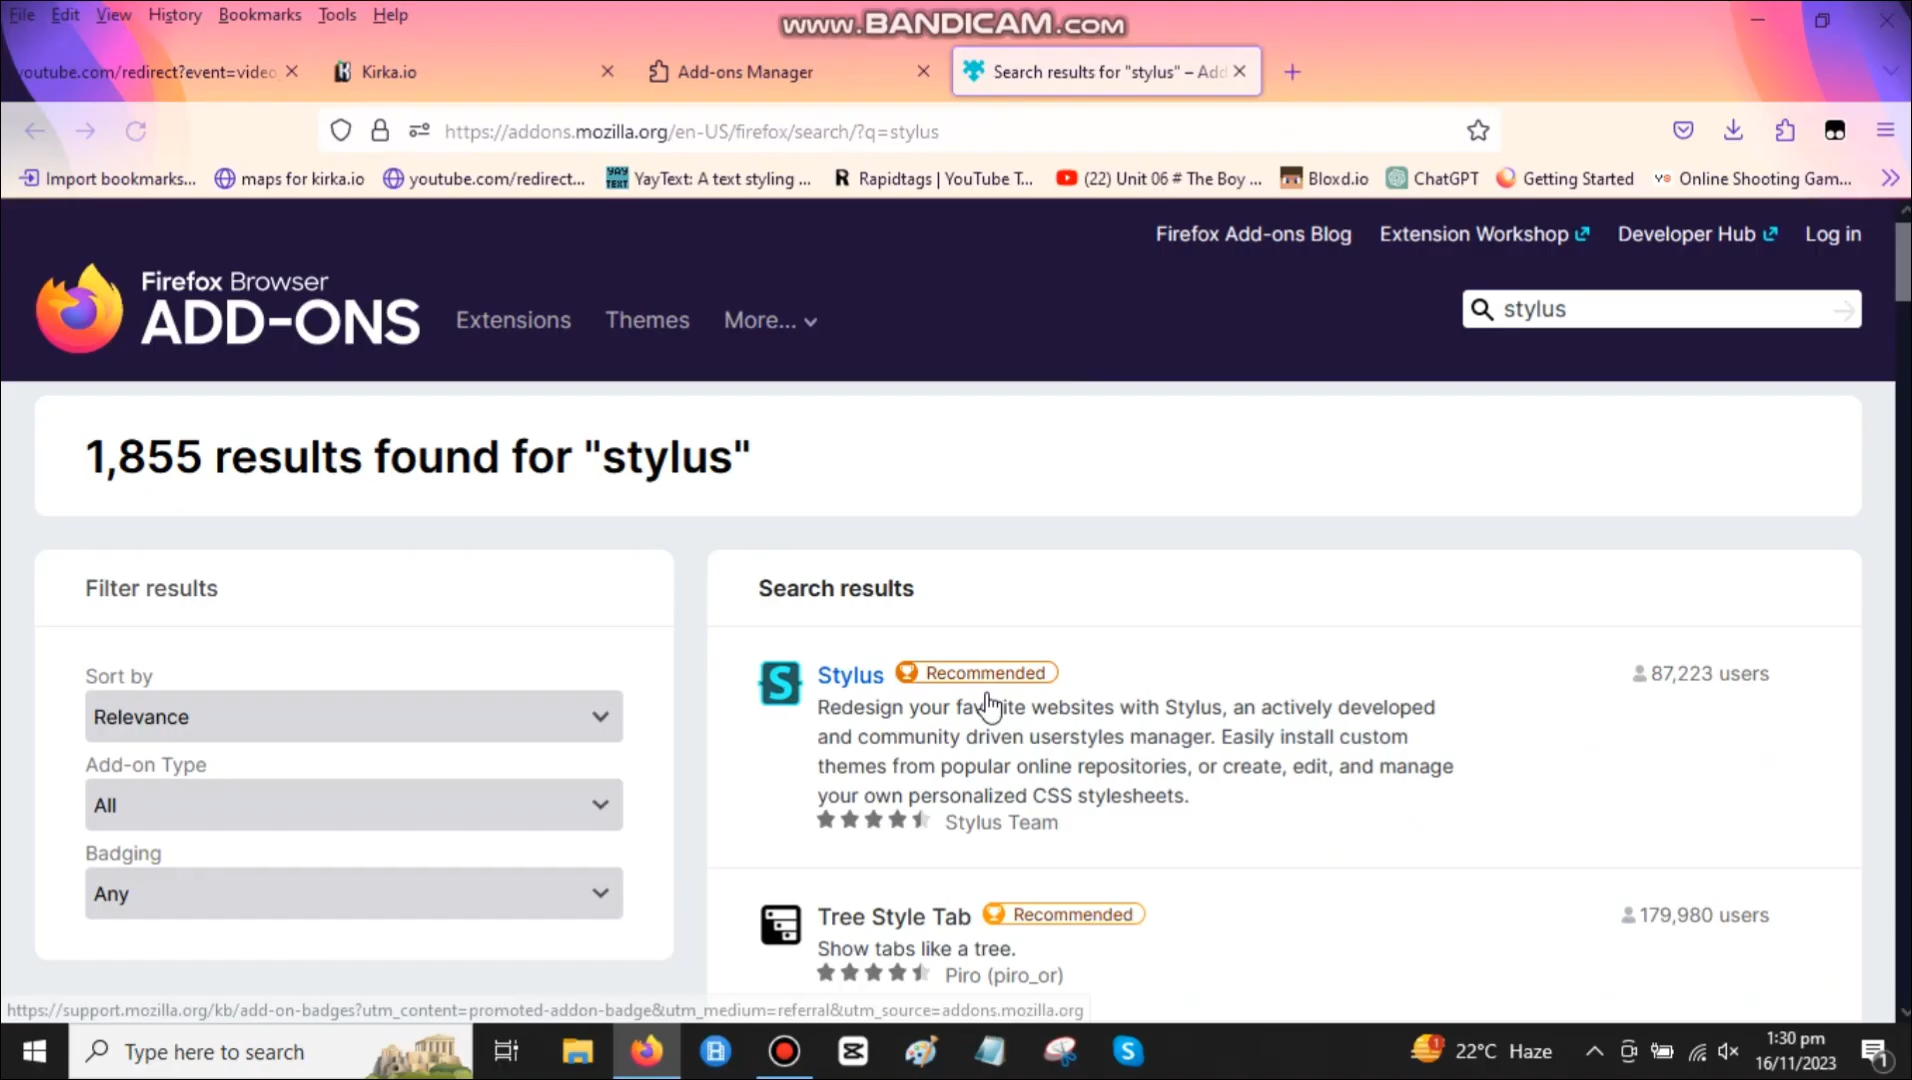 File Edit View History Bookmarks Tools Help
www.BANDICAM.com
youtube.com/redirect?event=video
Kirka.io
Add-ons Manager
Search results for "stylus" – Add
https://addons.mozilla.org/en-US/firefox/search/?q=stylus
Import bookmarks... maps for kirka.io youtube.com/redirect... YAY TEXT YayText: A text styling ... R Rapidtags | YouTube T... (22) Unit 06 # The Boy ... Bloxd.io ChatGPT Getting Started Online Shooting Gam...
Firefox Add-ons Blog Extension Workshop Developer Hub Log in
Firefox Browser
ADD-ONS
Extensions Themes More...
stylus
1,855 results found for "stylus"
Filter results
Sort by
Relevance
Add-on Type
All
Badging
Any
Search results
S
Stylus Recommended
87,223 users
Redesign your favorite websites with Stylus, an actively developed
and community driven userstyles manager. Easily install custom
themes from popular online repositories, or create, edit, and manage
your own personalized CSS stylesheets.
Stylus Team
Tree Style Tab Recommended
179,980 users
Show tabs like a tree.
Piro (piro_or)
https://support.mozilla.org/kb/add-on-badges?utm_content=promoted-addon-badge&utm_medium=referral&utm_source=addons.mozilla.org
Type here to search
S
1
22°C Haze
1:30 pm
16/11/2023
1